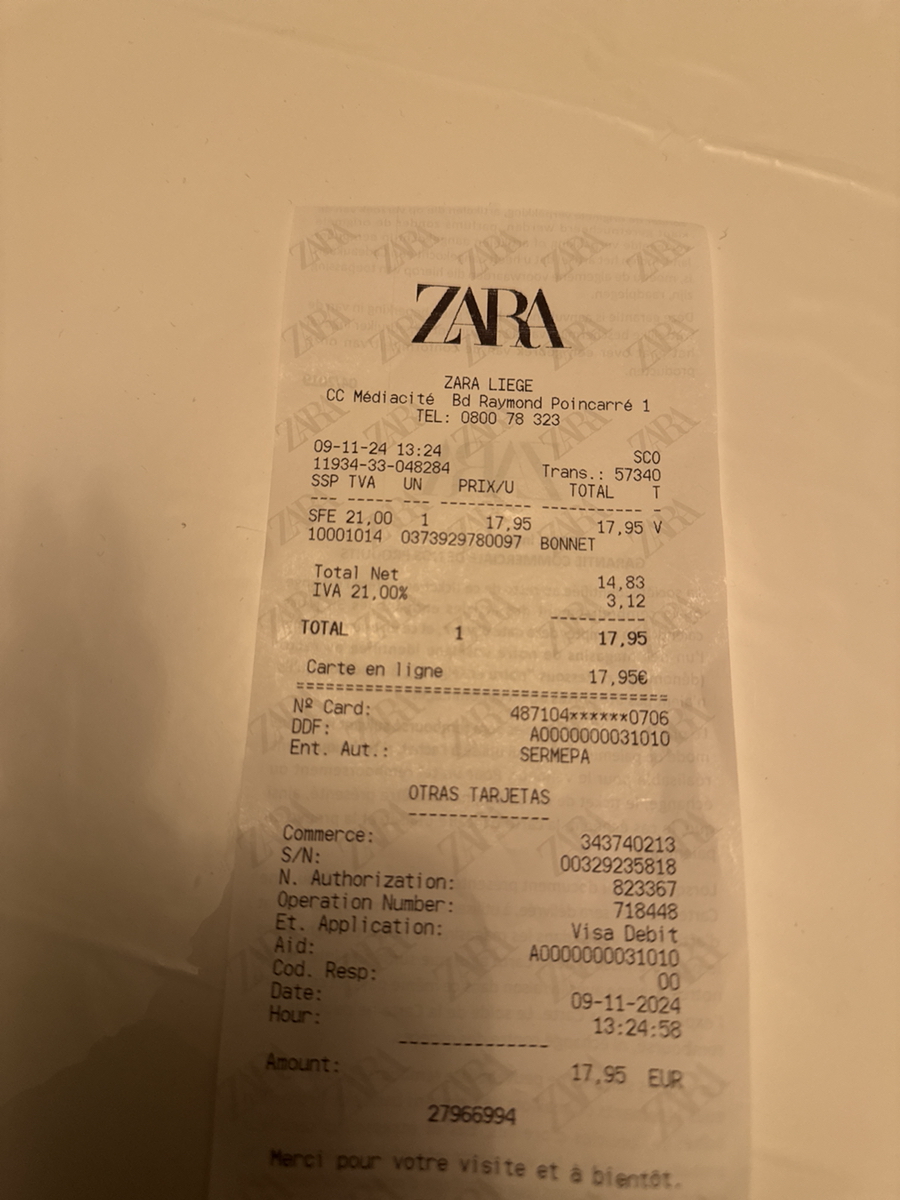 ZARA
ZARA LIEGE
CC Médiacité Bd Raymond Poincarré 1
TEL: 0800 78 323
09-11-24 13:24 SCO
11934-33-048284 Trans.: 57340
SSP TVA UN PRIX/U TOTAL T
--- --- --- ---------- ---------- -
SFE 21,00 1 17,95 17,95 V
10001014 0373929780097 BONNET
Total Net 14,83
IVA 21,00% 3,12
----------
TOTAL 1 17,95
Carte en ligne 17,95€
======================================
Nº Card: 487104******0706
DDF: A0000000031010
Ent. Aut.: SERMEPA
OTRAS TARJETAS
--------------
Commerce: 343740213
S/N: 00329235818
N. Authorization: 823367
Operation Number: 718448
Et. Application: Visa Debit
Aid: A0000000031010
Cod. Resp: 00
Date: 09-11-2024
Hour: 13:24:58
---------------
Amount: 17,95 EUR
27966994
Merci pour votre visite et à bientôt.